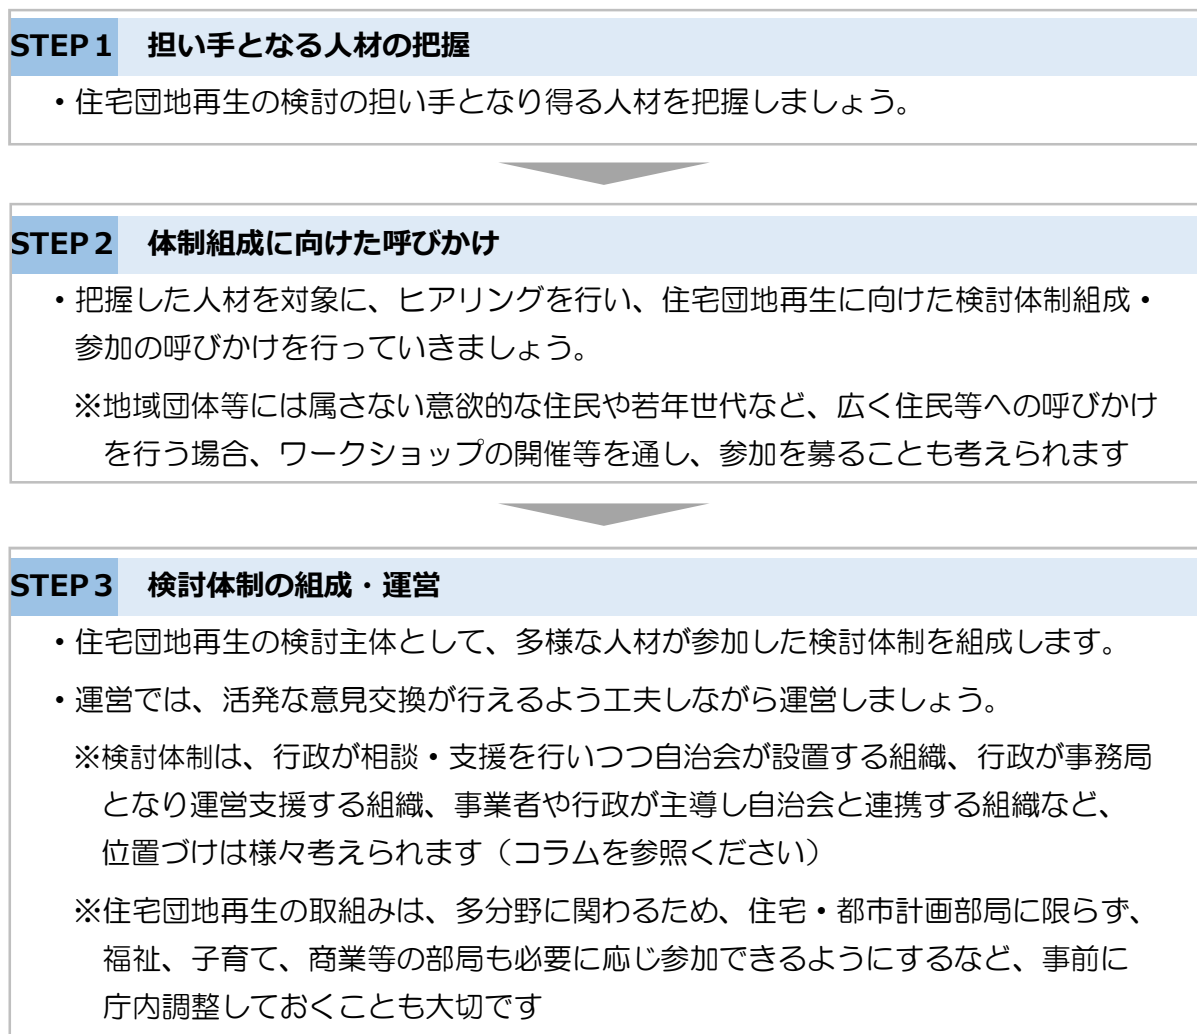 STEP１ 担い手となる人材の把握
・住宅団地再生の検討の担い手となり得る人材を把握しましょう。
STEP２ 体制組成に向けた呼びかけ
・把握した人材を対象に、ヒアリングを行い、住宅団地再生に向けた検討体制組成・
参加の呼びかけを行っていきましょう。
※地域団体等には属さない意欲的な住民や若年世代など、広く住民等への呼びかけ
を行う場合、ワークショップの開催等を通し、参加を募ることも考えられます
STEP３ 検討体制の組成・運営
・住宅団地再生の検討主体として、多様な人材が参加した検討体制を組成します。
・運営では、活発な意見交換が行えるよう工夫しながら運営しましょう。
※検討体制は、行政が相談・支援を行いつつ自治会が設置する組織、行政が事務局
となり運営支援する組織、事業者や行政が主導し自治会と連携する組織など、
位置づけは様々考えられます（コラムを参照ください）
※住宅団地再生の取組みは、多分野に関わるため、住宅・都市計画部局に限らず、
福祉、子育て、商業等の部局も必要に応じ参加できるようにするなど、事前に
庁内調整しておくことも大切です